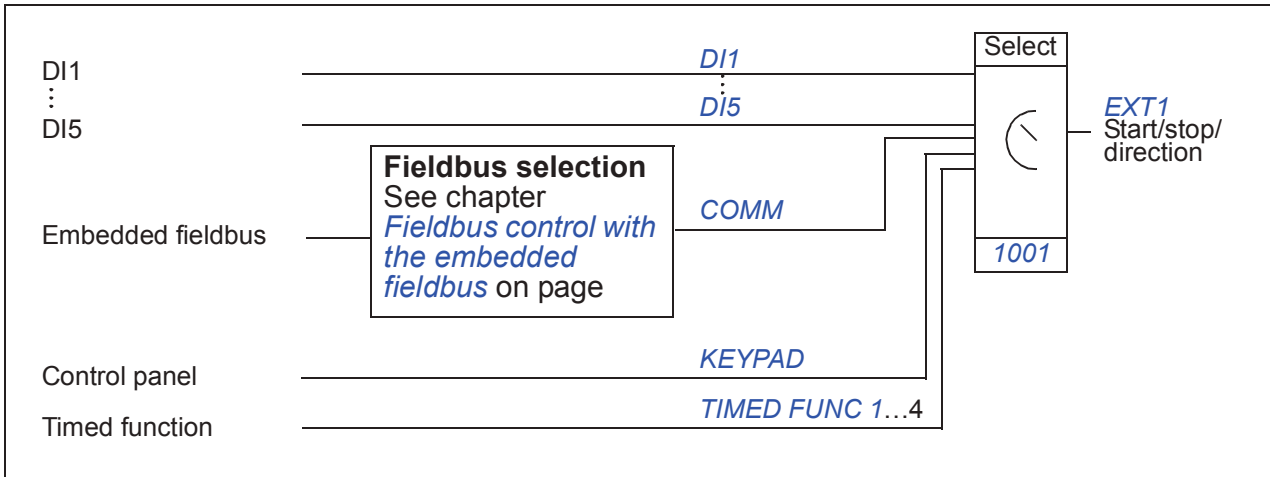 DI1
DI5
Embedded fieldbus
Control panel
Timed function
Fieldbus selection
See chapter
Fieldbus control with
the embedded
fieldbus on page
DI1
DI5
COMM
KEYPAD
TIMED FUNC 1…4
Select
1001
EXT1
Start/stop/
direction